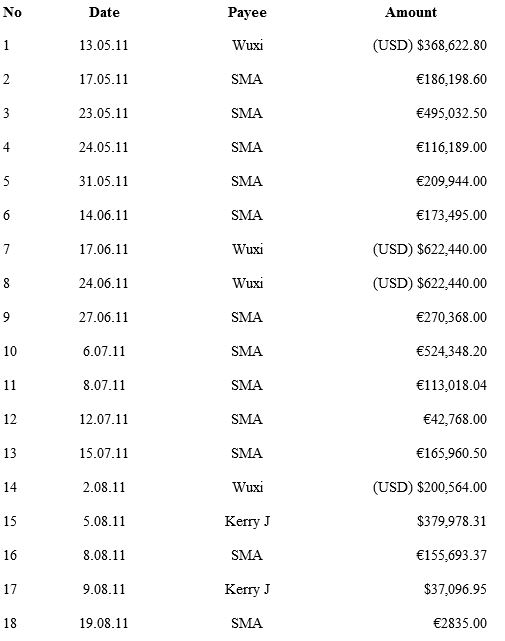 No Date Payee Amount
1 13.05.11 Wuxi (USD) $368,622.80
2 17.05.11 SMA €186,198.60
3 23.05.11 SMA €495,032.50
4 24.05.11 SMA €116,189.00
5 31.05.11 SMA €209,944.00
6 14.06.11 SMA €173,495.00
7 17.06.11 Wuxi (USD) $622,440.00
8 24.06.11 Wuxi (USD) $622,440.00
9 27.06.11 SMA €270,368.00
10 6.07.11 SMA €524,348.20
11 8.07.11 SMA €113,018.04
12 12.07.11 SMA €42,768.00
13 15.07.11 SMA €165,960.50
14 2.08.11 Wuxi (USD) $200,564.00
15 5.08.11 Kerry J $379,978.31
16 8.08.11 SMA €155,693.37
17 9.08.11 Kerry J $37,096.95
18 19.08.11 SMA €2835.00